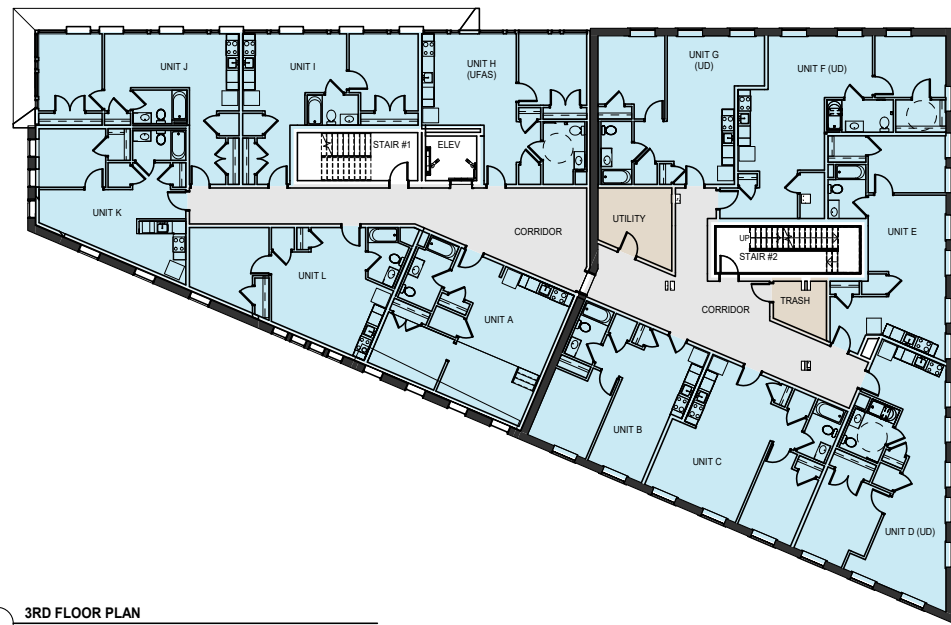 UNIT J
UNIT I
UNIT H
(UFAS)
UNIT G
(UD)
UNIT F (UD)
STAIR #1
ELEV
UNIT K
CORRIDOR
UTILITY
UNIT E
UP
STAIR #2
UNIT L
UNIT A
CORRIDOR
TRASH
UNIT B
UNIT C
UNIT D (UD)
3RD FLOOR PLAN